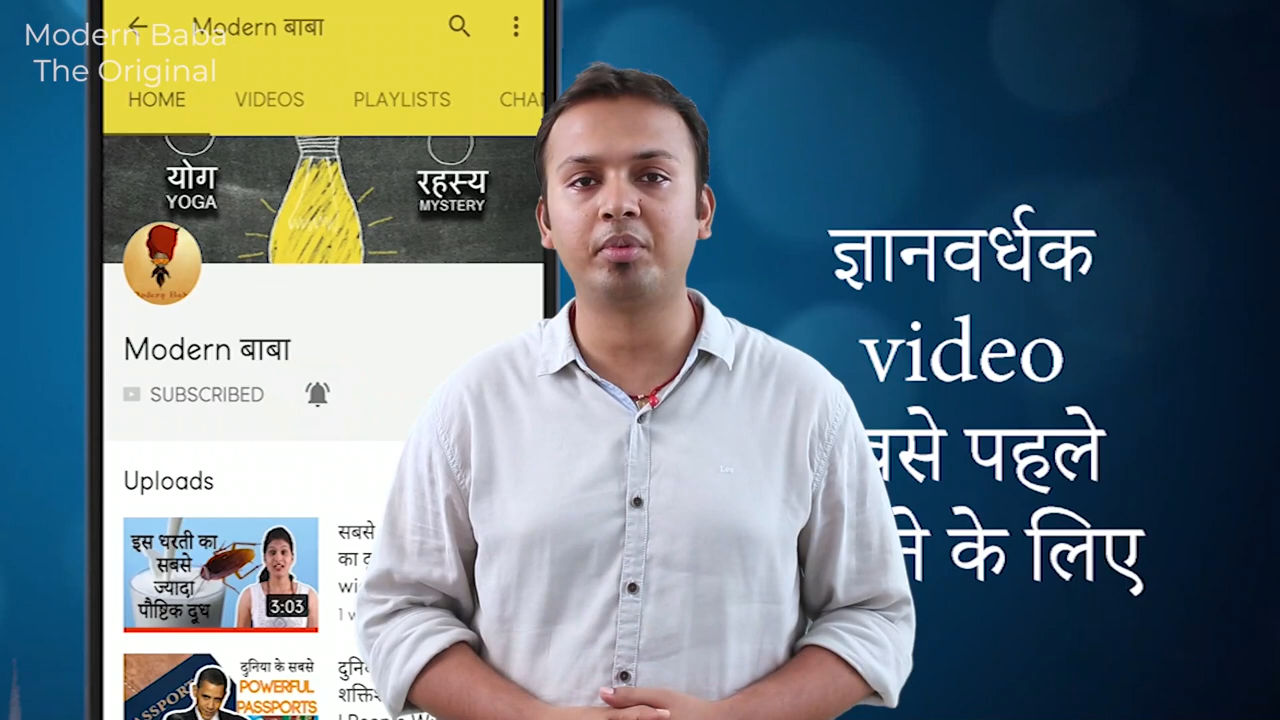 Modern Baba
The Original
Modern बाबा
HOME VIDEOS PLAYLISTS
योग
YOGA
रहस्य
MYSTERY
Modern बाबा
SUBSCRIBED
Uploads
इस धरती का
सबसे
ज्यादा
पौष्टिक दूध
3:03
सबसे
दुनिया के सबसे
POWERFUL
PASSPORTS
ज्ञानवर्धक
video
पहले
के लिए